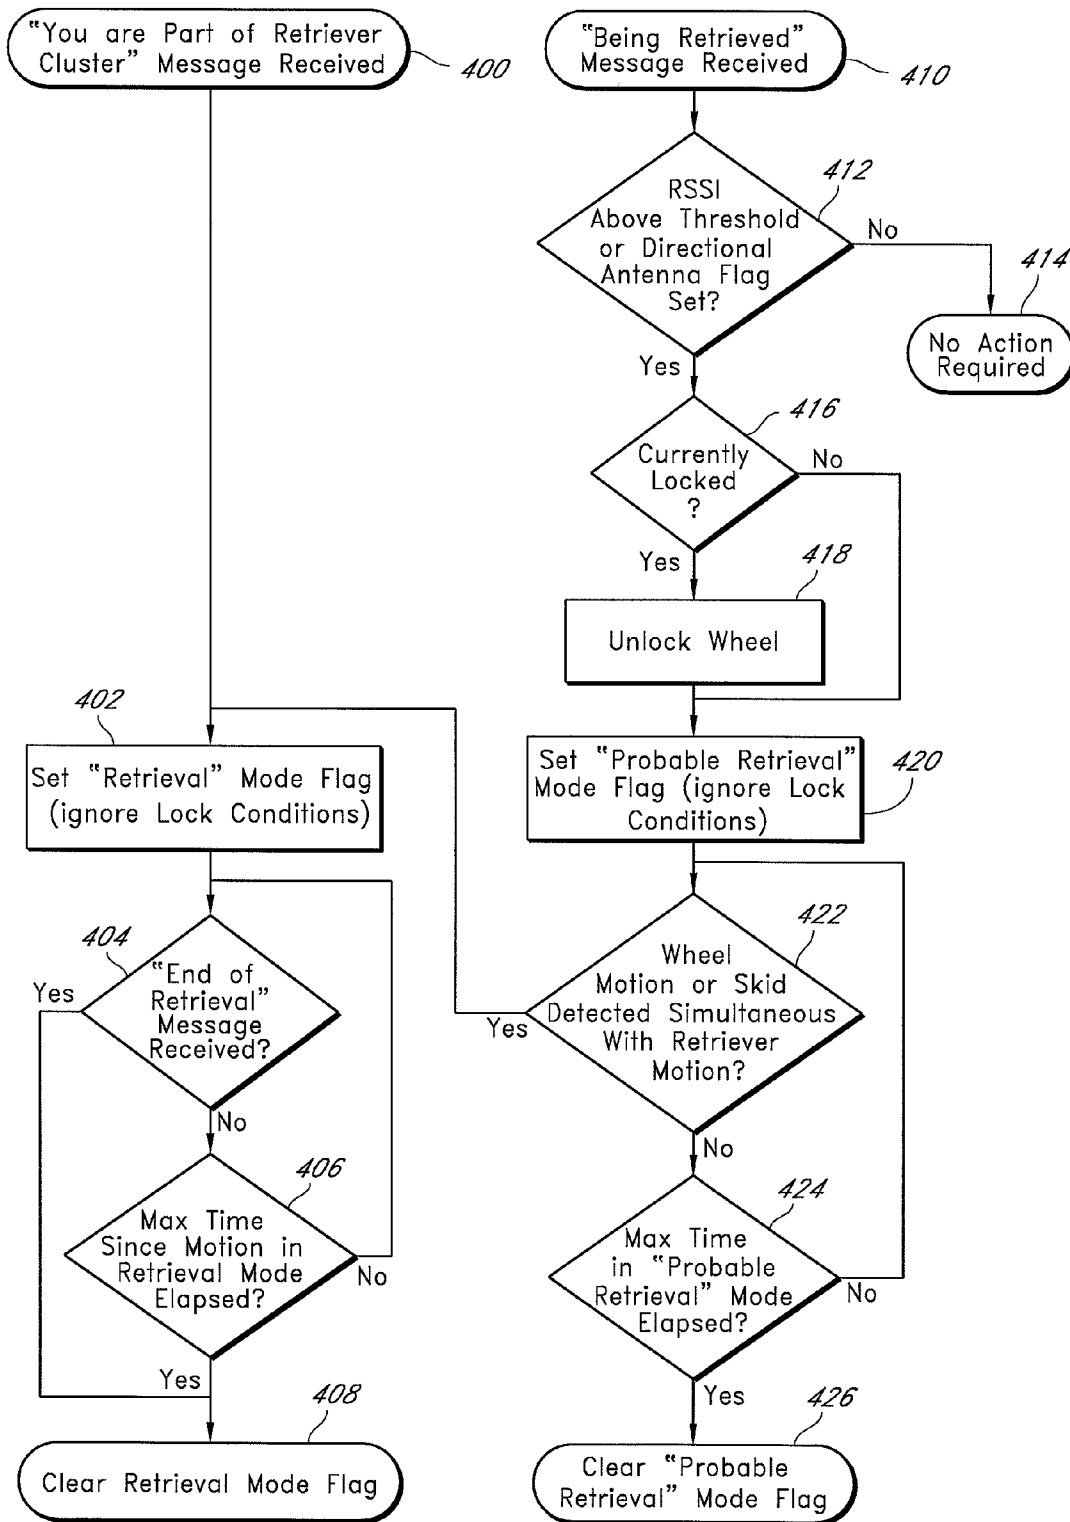 “You are Part of Retriever
Cluster” Message Received
400
“Being Retrieved”
Message Received
410
RSSI
Above Threshold
or Directional
Antenna Flag
Set?
412
No
414
No Action
Required
Yes
416
Currently
Locked
?
No
Yes
418
Unlock Wheel
402
Set “Retrieval” Mode Flag
(ignore Lock Conditions)
Set “Probable Retrieval”
Mode Flag (ignore Lock
Conditions)
420
404
“End of
Retrieval”
Message
Received?
Yes
No
422
Wheel
Motion or Skid
Detected Simultaneous
With Retriever
Motion?
Yes
No
406
Max Time
Since Motion in
Retrieval Mode
Elapsed?
No
Yes
424
Max Time
in “Probable
Retrieval” Mode
Elapsed?
No
Yes
408
Clear Retrieval Mode Flag
426
Clear “Probable
Retrieval” Mode Flag